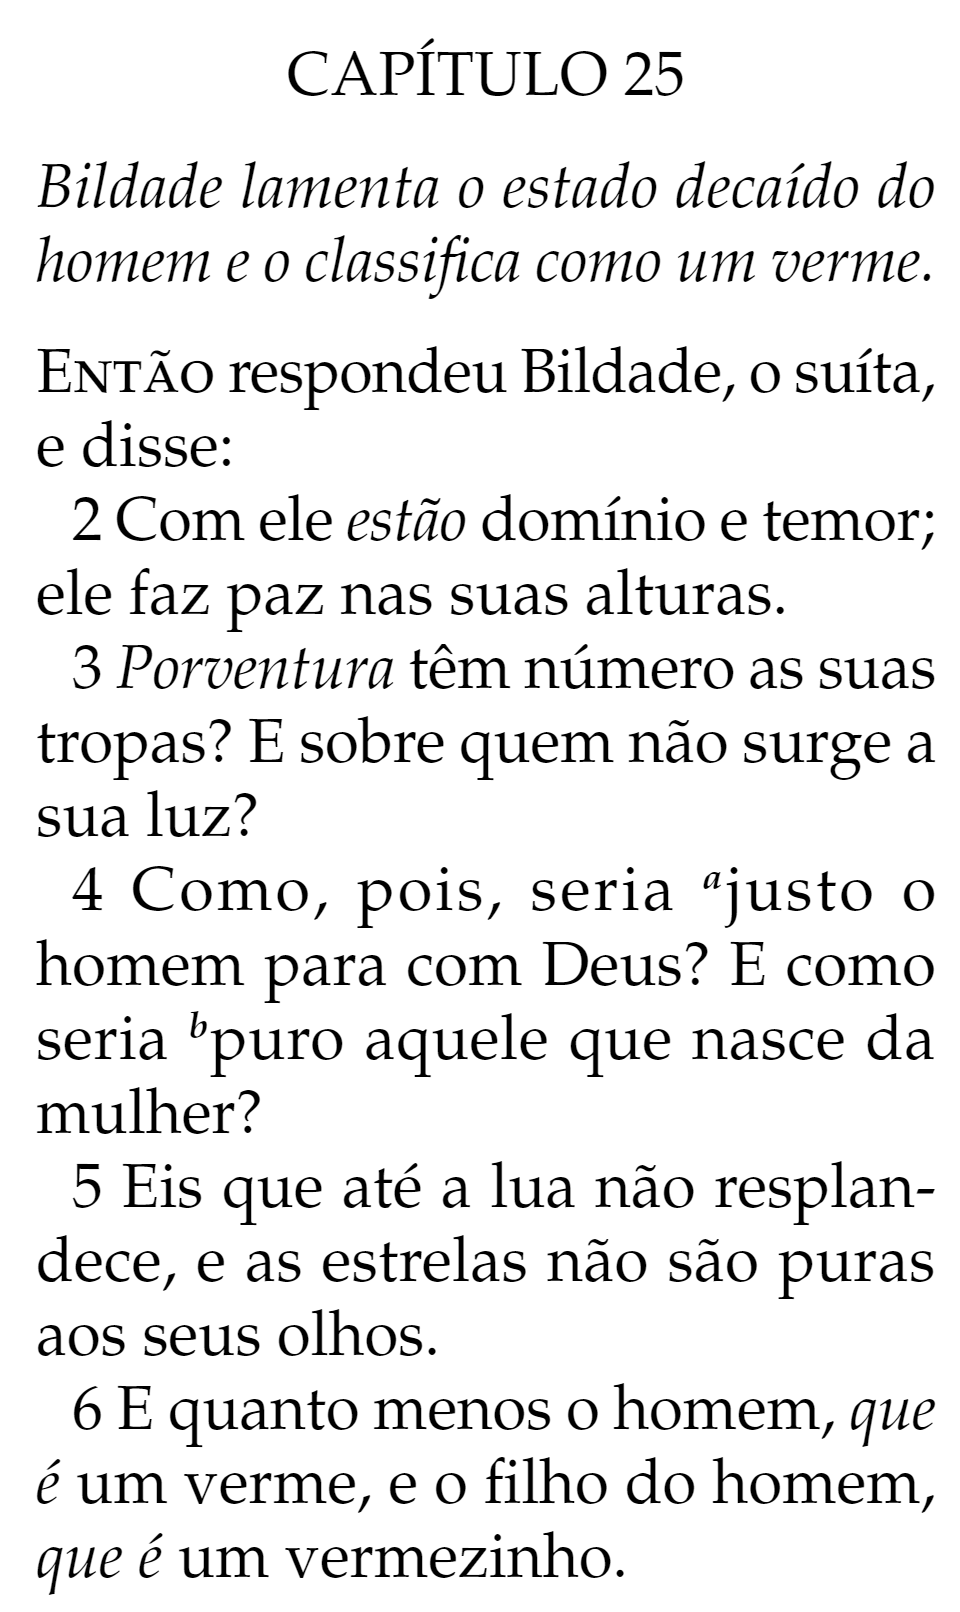 CAPÍTULO 25
Bildade lamenta o estado decaído do
homem e o classifica como um verme.
ENTÃO respondeu Bildade, o suíta,
e disse:
2 Com ele estão domínio e temor;
ele faz paz nas suas alturas.
3 Porventura têm número as suas
tropas? E sobre quem não surge a
sua luz?
4 Como, pois, seria ajusto o
homem para com Deus? E como
seria bpuro aquele que nasce da
mulher?
5 Eis que até a lua não resplan-
dece, e as estrelas não são puras
aos seus olhos.
6 E quanto menos o homem, que
é um verme, e o filho do homem,
que é um vermezinho.